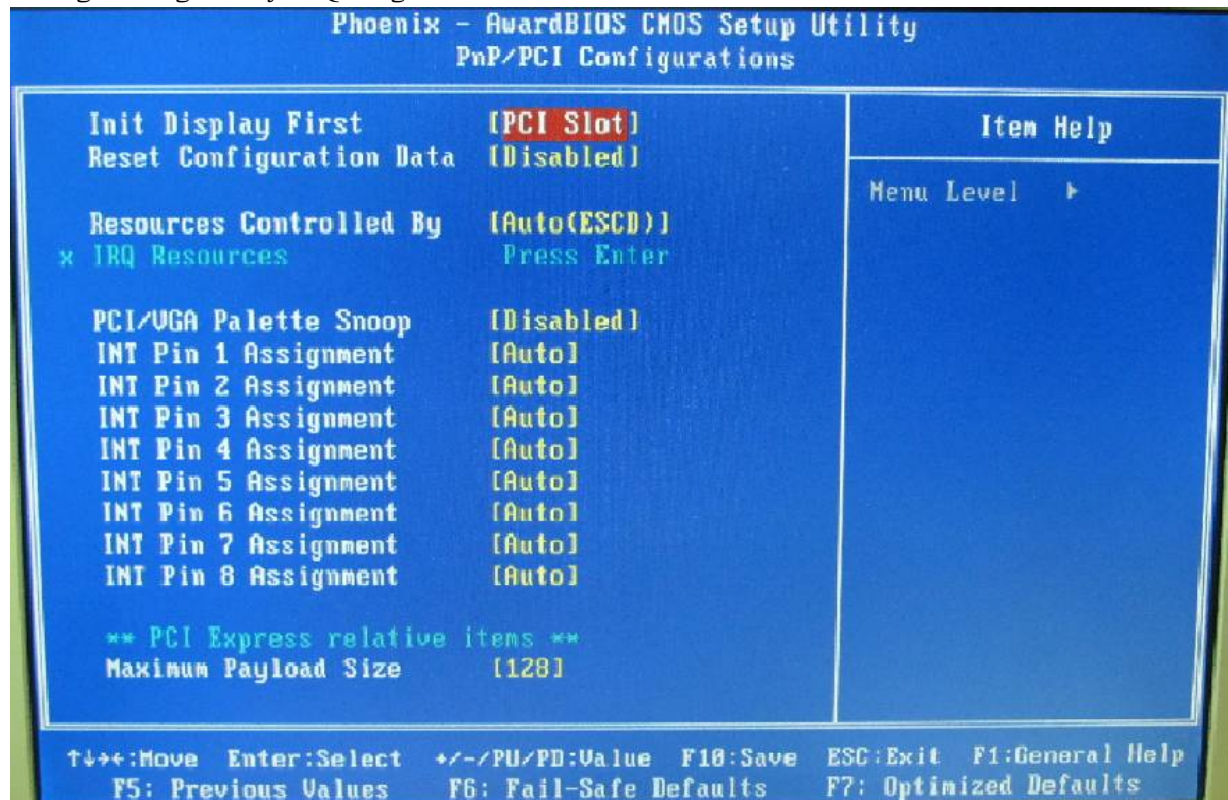 Phoenix - AwardBIOS CMOS Setup Utility
PnP/PCI Configurations
Init Display First [PCI Slot]
Reset Configuration Data [Disabled]
Resources Controlled By [Auto(ESCD)]
x IRQ Resources Press Enter
PCI/VGA Palette Snoop [Disabled]
INT Pin 1 Assignment [Auto]
INT Pin 2 Assignment [Auto]
INT Pin 3 Assignment [Auto]
INT Pin 4 Assignment [Auto]
INT Pin 5 Assignment [Auto]
INT Pin 6 Assignment [Auto]
INT Pin 7 Assignment [Auto]
INT Pin 8 Assignment [Auto]
** PCI Express relative items **
Maximum Payload Size [128]
Item Help
Menu Level ▸
↑↓→←:Move Enter:Select +/-/PU/PD:Value F10:Save ESC:Exit F1:General Help
F5: Previous Values F6: Fail-Safe Defaults F7: Optimized Defaults